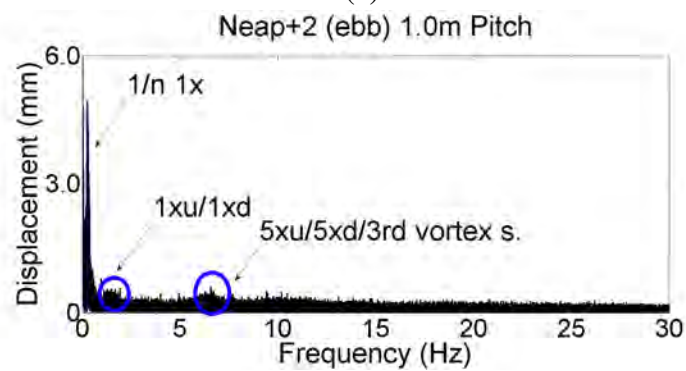 Neap+2 (ebb) 1.0m Pitch
6.0
1/n 1x
3.0
1xu/1xd
5xu/5xd/3rd vortex s.
0
0 5 10 15 20 25 30
Displacement (mm)
Frequency (Hz)